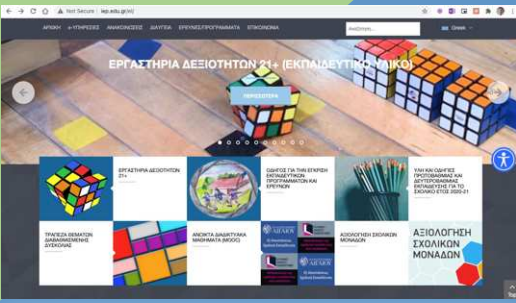 Not Secure | iep.edu.gr/el/
ΑΡΧΙΚΗ e-ΥΠΗΡΕΣΙΕΣ ΑΝΑΚΟΙΝΩΣΕΙΣ ΔΙΑΥΓΕΙΑ ΕΡΕΥΝΕΣ/ΠΡΟΓΡΑΜΜΑΤΑ ΕΠΙΚΟΙΝΩΝΙΑ
Αναζήτηση...
Greek
ΕΡΓΑΣΤΗΡΙΑ ΔΕΞΙΟΤΗΤΩΝ 21+ (ΕΚΠΑΙΔΕΥΤΙΚΟ ΥΛΙΚΟ)
ΠΕΡΙΣΣΟΤΕΡΑ
ΕΡΓΑΣΤΗΡΙΑ ΔΕΞΙΟΤΗΤΩΝ
21+
ΟΔΗΓΟΣ ΓΙΑ ΤΗΝ ΕΓΚΡΙΣΗ
ΕΚΠΑΙΔΕΥΤΙΚΩΝ
ΠΡΟΓΡΑΜΜΑΤΩΝ ΚΑΙ
ΕΡΕΥΝΩΝ
ΥΛΗ ΚΑΙ ΟΔΗΓΙΕΣ
ΠΡΩΤΟΒΑΘΜΙΑΣ ΚΑΙ
ΔΕΥΤΕΡΟΒΑΘΜΙΑΣ
ΕΚΠΑΙΔΕΥΣΗΣ ΓΙΑ ΤΟ
ΣΧΟΛΙΚΟ ΕΤΟΣ 2020-21
ΤΡΑΠΕΖΑ ΘΕΜΑΤΩΝ
ΔΙΑΒΑΘΜΙΣΜΕΝΗΣ
ΔΥΣΚΟΛΙΑΣ
ΑΝΟΙΚΤΑ ΔΙΑΔΙΚΤΥΑΚΑ
ΜΑΘΗΜΑΤΑ (MOOC)
ΑΞΙΟΛΟΓΗΣΗ ΣΧΟΛΙΚΩΝ
ΜΟΝΑΔΩΝ
ΑΞΙΟΛΟΓΗΣΗ
ΣΧΟΛΙΚΩΝ
ΜΟΝΑΔΩΝ
Top